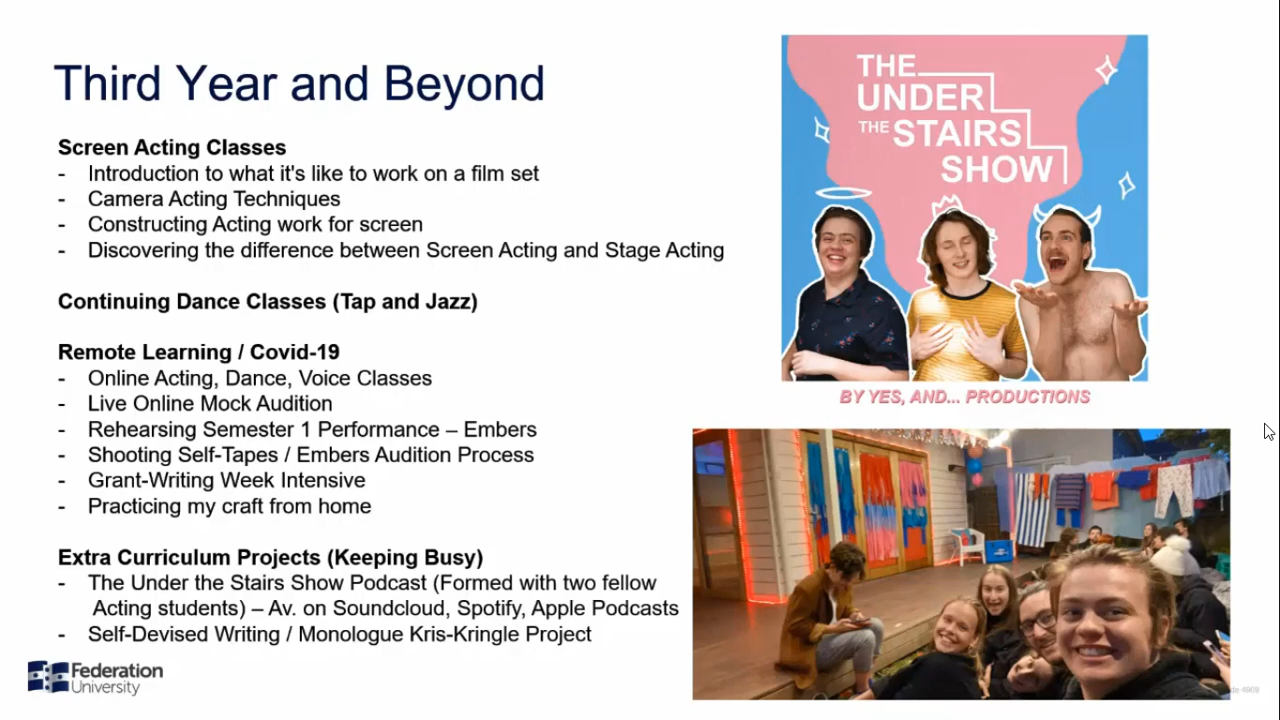 Third Year and Beyond
Screen Acting Classes
- Introduction to what it's like to work on a film set
- Camera Acting Techniques
- Constructing Acting work for screen
- Discovering the difference between Screen Acting and Stage Acting
Continuing Dance Classes (Tap and Jazz)
Remote Learning / Covid-19
- Online Acting, Dance, Voice Classes
- Live Online Mock Audition
- Rehearsing Semester 1 Performance – Embers
- Shooting Self-Tapes / Embers Audition Process
- Grant-Writing Week Intensive
- Practicing my craft from home
Extra Curriculum Projects (Keeping Busy)
- The Under the Stairs Show Podcast (Formed with two fellow
Acting students) – Av. on Soundcloud, Spotify, Apple Podcasts
- Self-Devised Writing / Monologue Kris-Kringle Project
Federation
University
THE
UNDER
THE STAIRS
SHOW
BY YES, AND... PRODUCTIONS